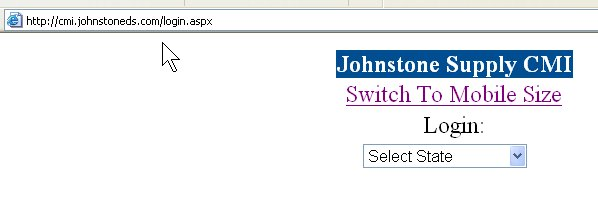 http://cmi.johnstoneds.com/login.aspx
Johnstone Supply CMI
Switch To Mobile Size
Login:
Select State